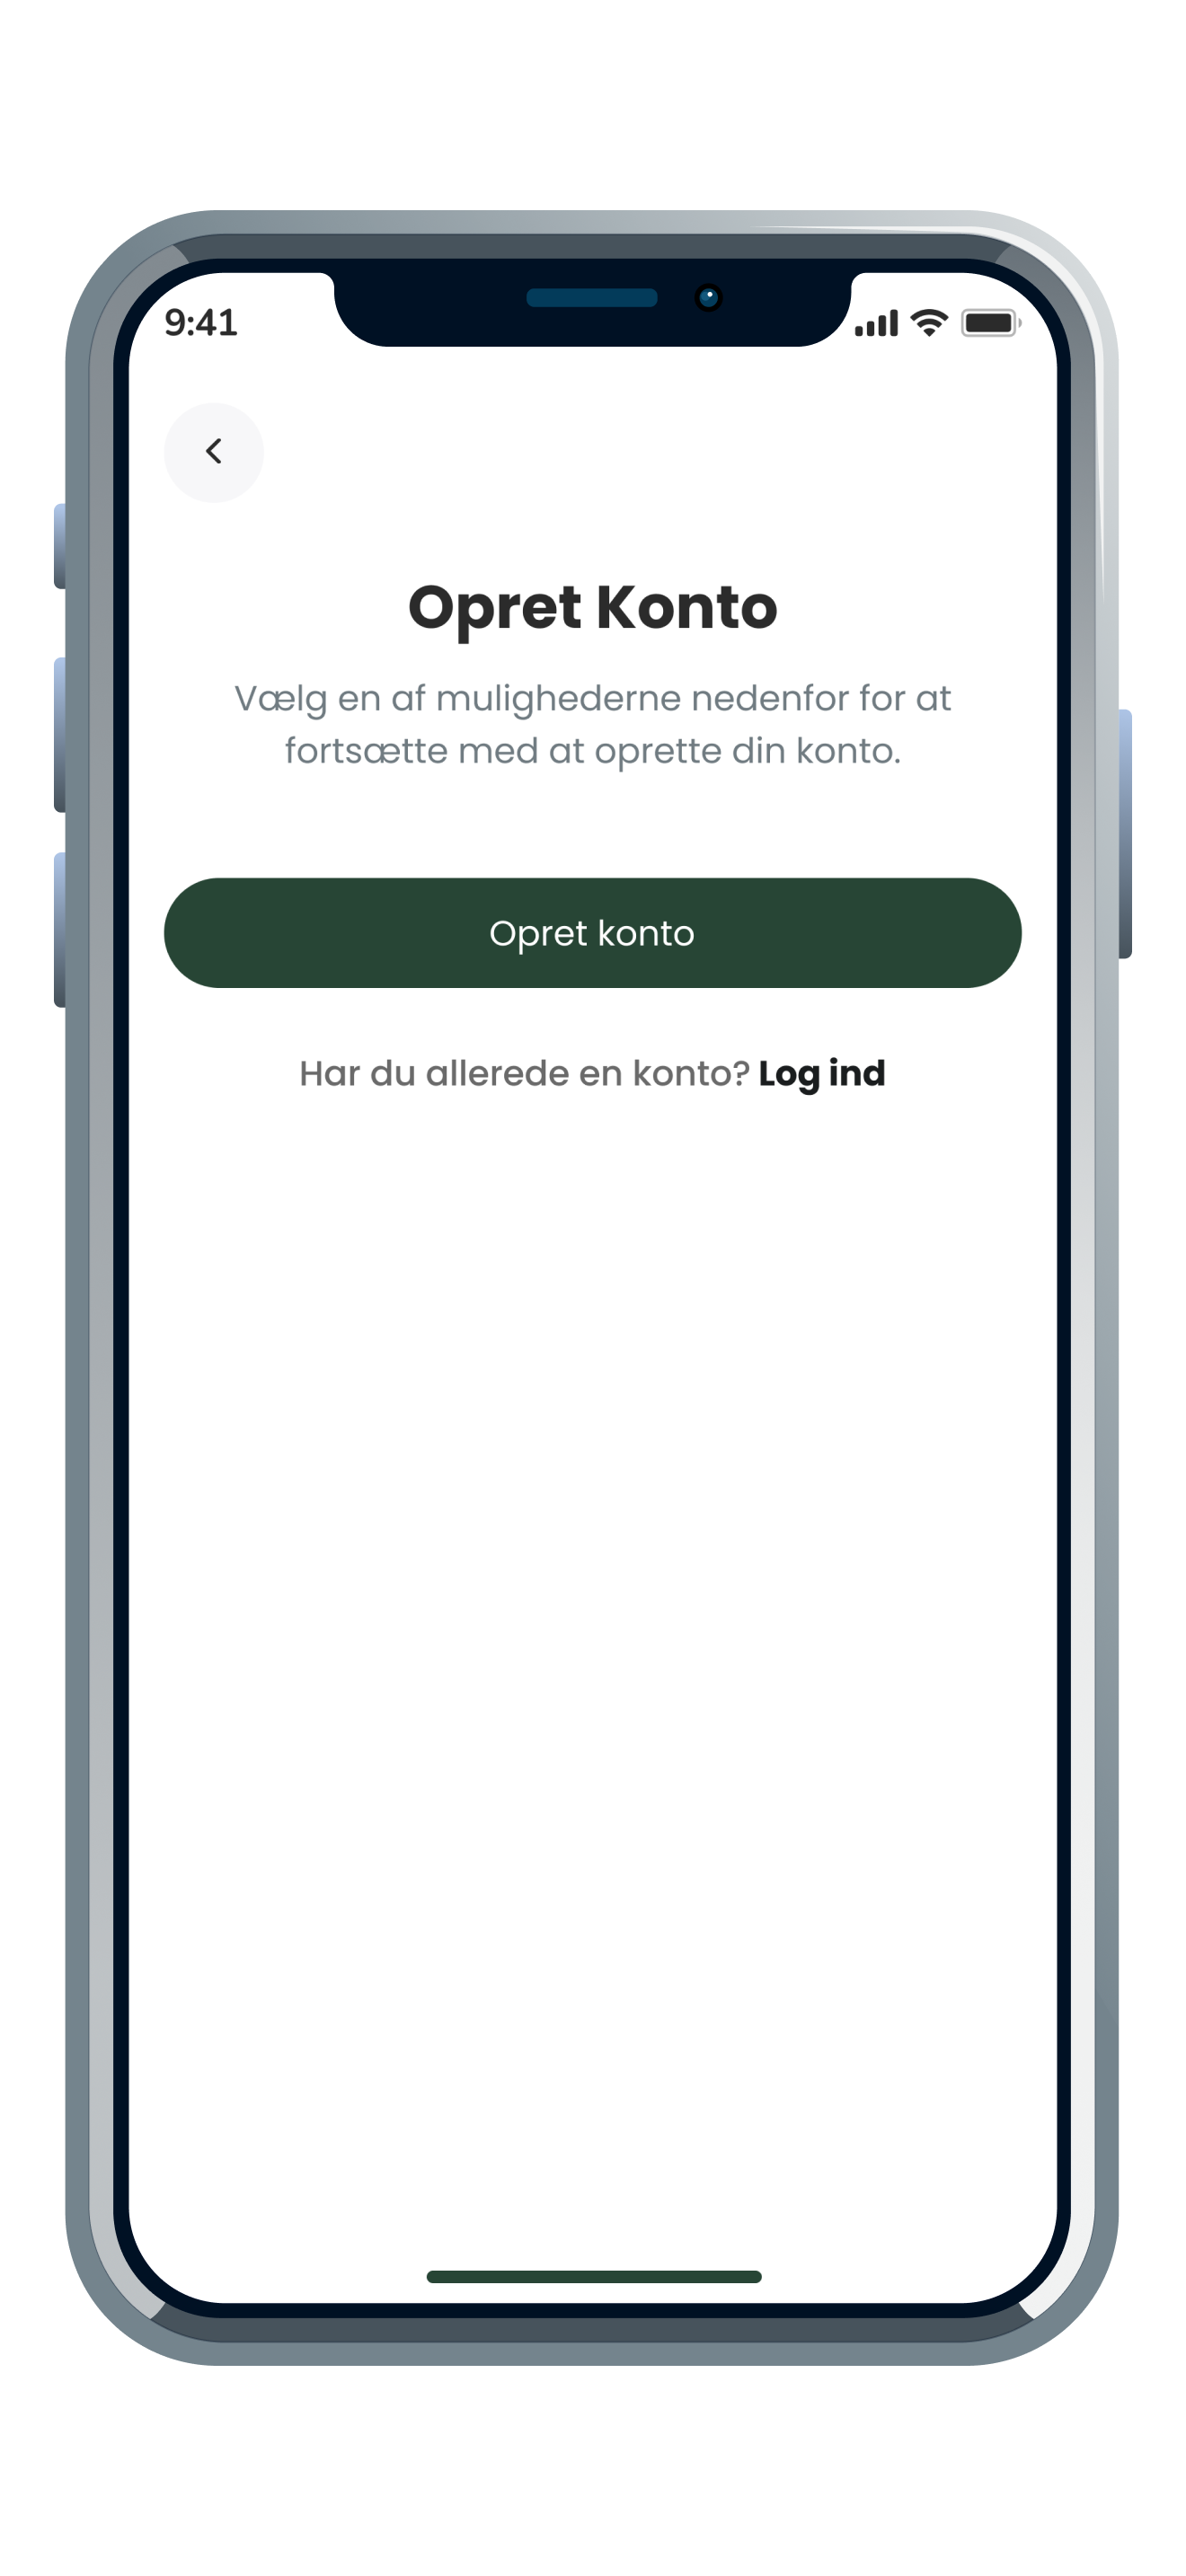 9:41
Opret Konto
Vælg en af mulighederne nedenfor for at
fortsætte med at oprette din konto.
Opret konto
Har du allerede en konto? Log ind